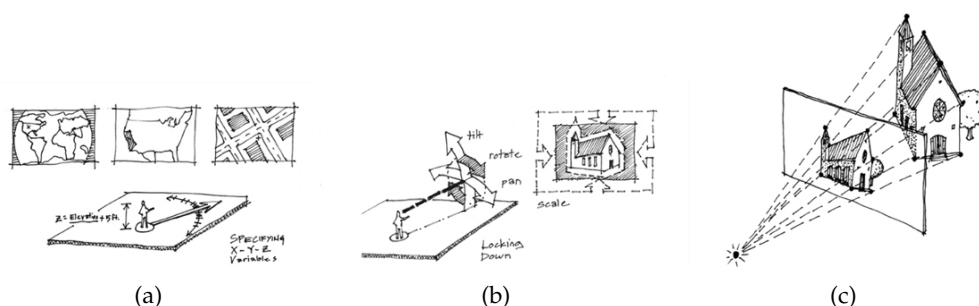 Z = Elevation + 5 ft.
SPECIFYING
X - Y - Z
Variables
tilt
rotate
pan
Locking
Down
scale
(a)
(b)
(c)